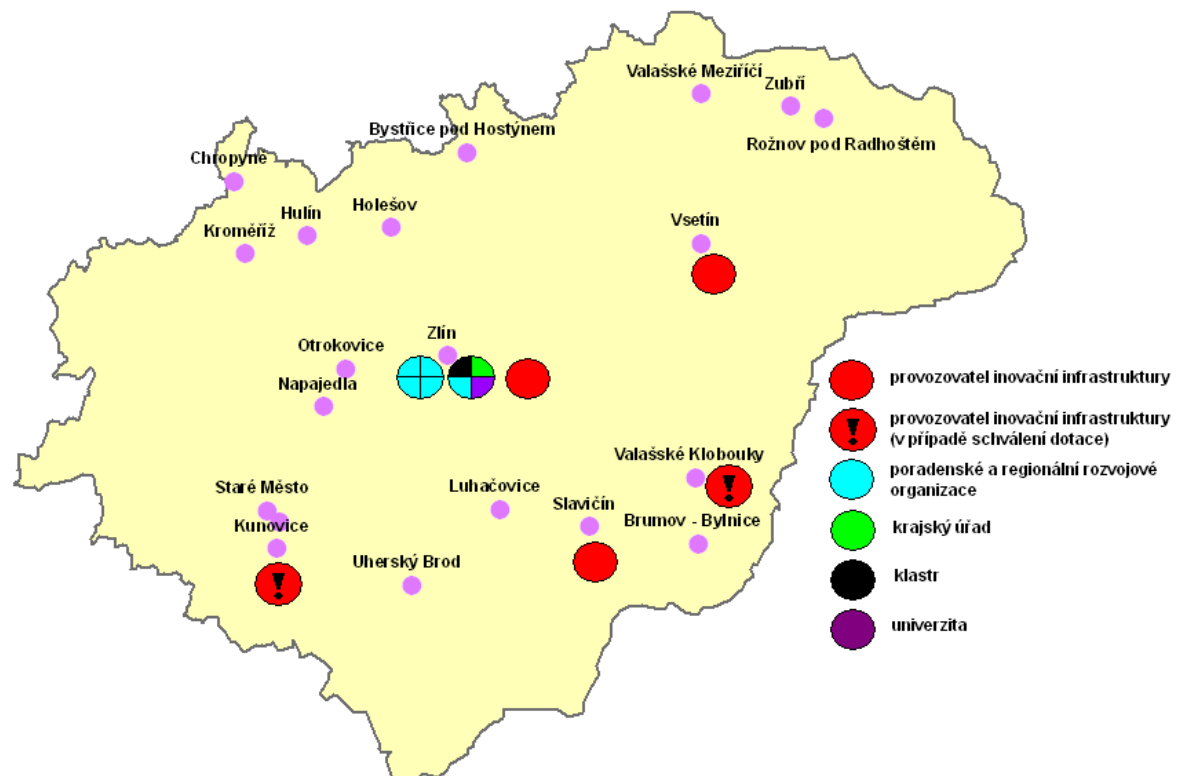 Valašské Meziříčí
Zubří
Bystřice pod Hostýnem
Rožnov pod Radhoštěm
Chropyně
Holešov
Hulín
Kroměříž
Vsetín
Zlín
Otrokovice
Napajedla
provozovatel inovační infrastruktury
provozovatel inovační infrastruktury
(v případě schválení dotace)
Valašské Klobouky
poradenské a regionální rozvojové
organizace
Staré Město
Luhačovice
Slavičín
Kunovice
Brumov - Bylnice
krajský úřad
Uherský Brod
klastr
univerzita